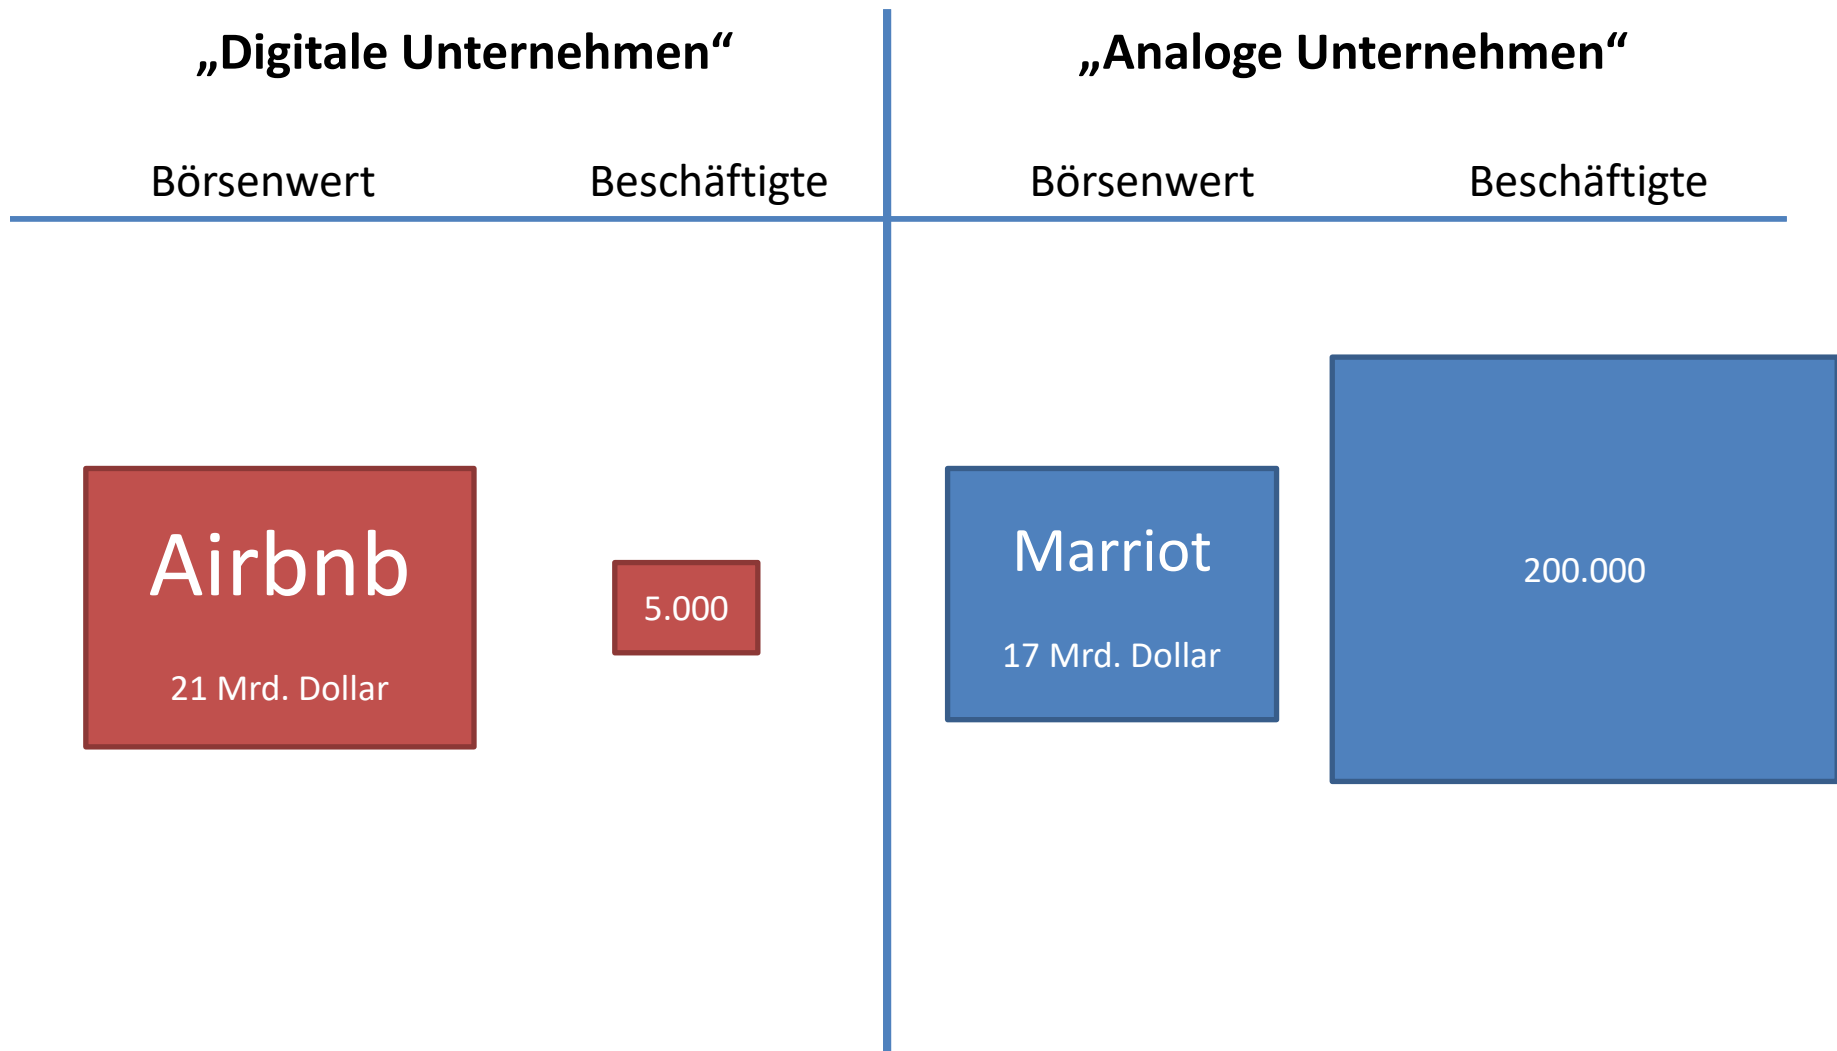 „Digitale Unternehmen“
„Analoge Unternehmen“
Börsenwert
Beschäftigte
Börsenwert
Beschäftigte
Airbnb
21 Mrd. Dollar
5.000
Marriot
17 Mrd. Dollar
200.000